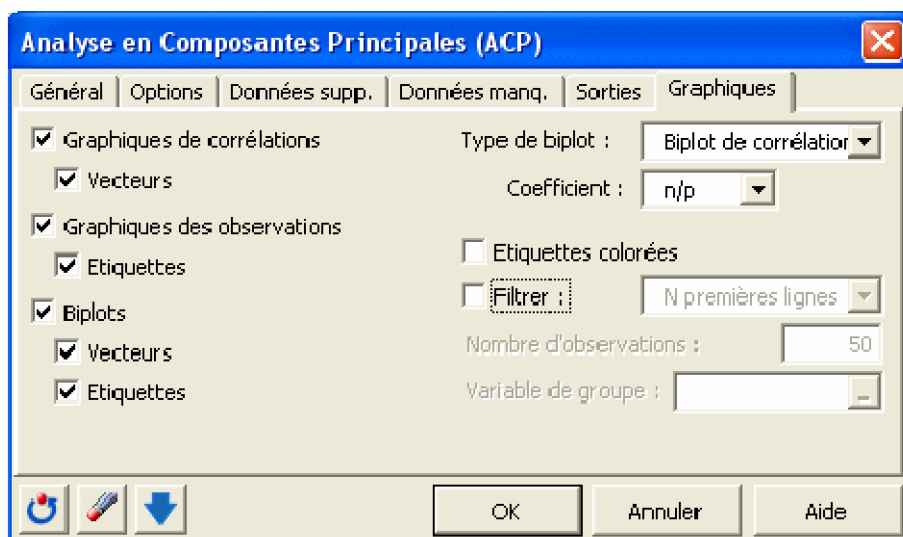 Analyse en Composantes Principales (ACP)
Général Options Données supp. Données manq. Sorties Graphiques
Graphiques de corrélations
Vecteurs
Graphiques des observations
Etiquettes
Biplots
Vecteurs
Etiquettes
Type de biplot : Biplot de corrélation
Coefficient : n/p
Etiquettes colorées
Filtrer : N premières lignes
Nombre d'observations : 50
Variable de groupe : _
OK Annuler Aide